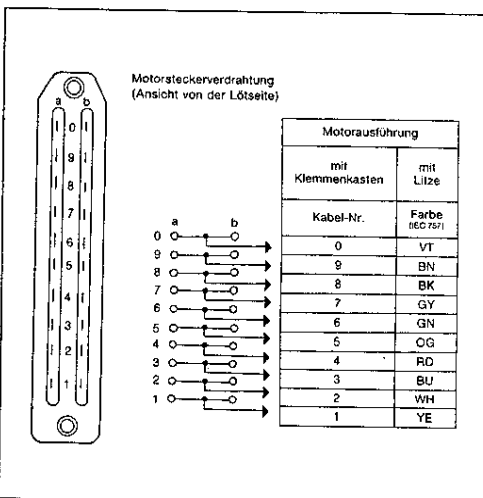 Motorsteckerverdrahtung
(Ansicht von der Lötseite)
a b
0
9
8
7
6
5
4
3
2
1
a b
0
9
8
7
6
5
4
3
2
1
Motorausführung
mit Klemmenkasten
mit Litze
Kabel-Nr.
Farbe
(IEC 757)
0 VT
9 BN
8 BK
7 GY
6 GN
5 OG
4 RD
3 BU
2 WH
1 YE